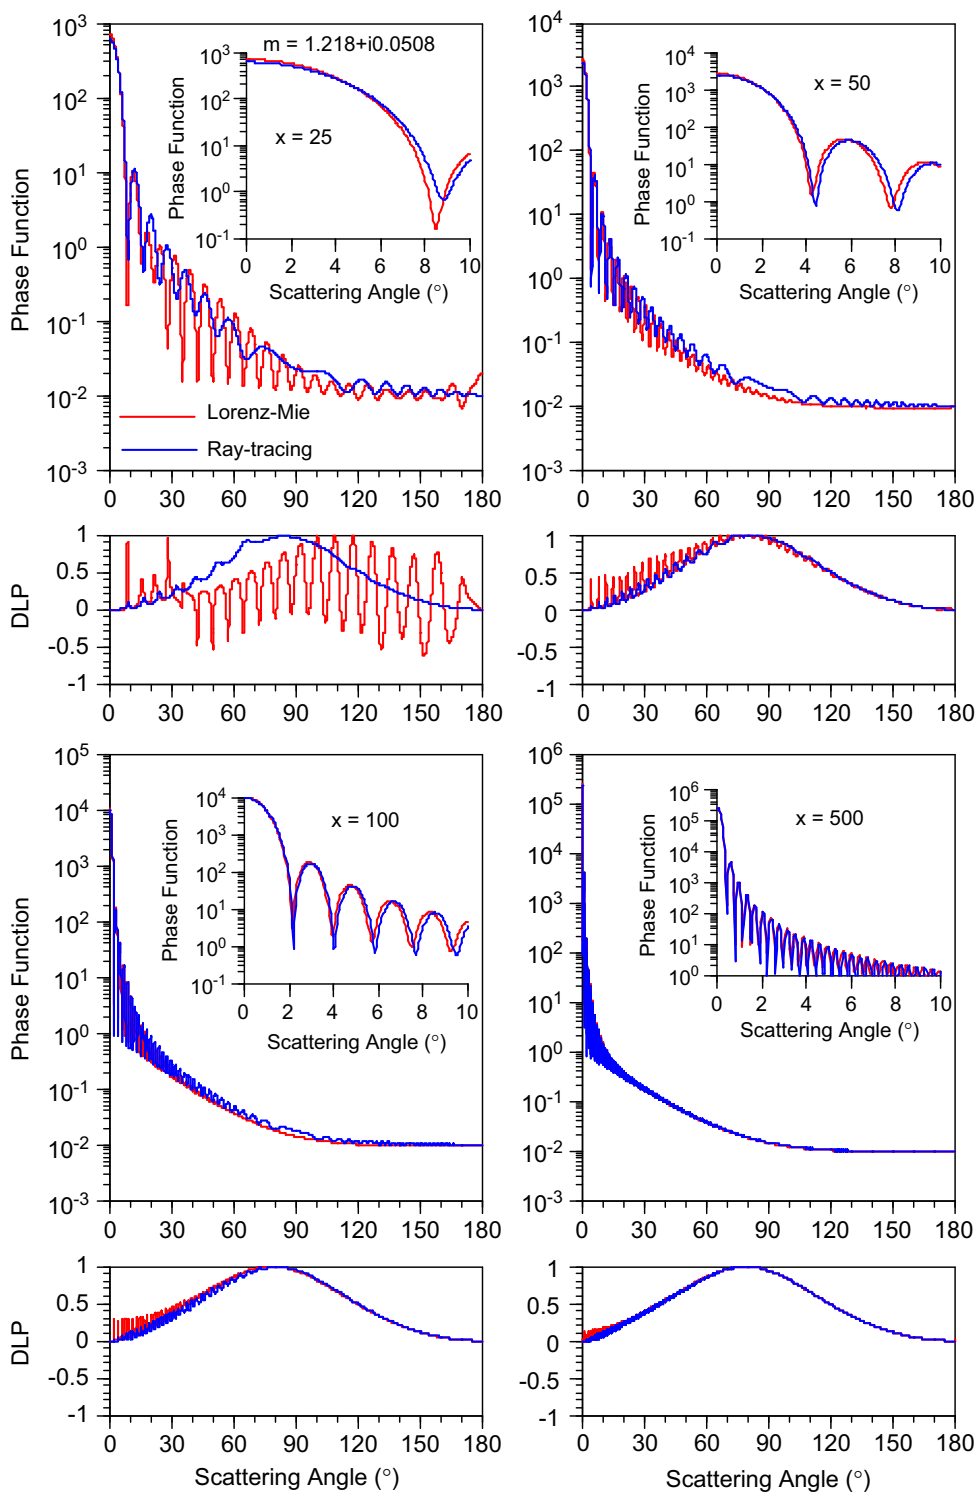 10³
10²
10¹
10⁰
10⁻¹
10⁻²
10⁻³
Phase Function
0 30 60 90 120 150 180
m = 1.218+i0.0508
x = 25
10³
10²
10¹
10⁰
10⁻¹
Phase Function
0 2 4 6 8 10
Scattering Angle (°)
Lorenz-Mie
Ray-tracing
10⁴
10³
10²
10¹
10⁰
10⁻¹
10⁻²
10⁻³
0 30 60 90 120 150 180
x = 50
10⁴
10³
10²
10¹
10⁰
10⁻¹
Phase Function
0 2 4 6 8 10
Scattering Angle (°)
1
0.5
0
-0.5
-1
DLP
0 30 60 90 120 150 180
1
0.5
0
-0.5
-1
0 30 60 90 120 150 180
10⁵
10⁴
10³
10²
10¹
10⁰
10⁻¹
10⁻²
10⁻³
Phase Function
0 30 60 90 120 150 180
x = 100
10⁴
10³
10²
10¹
10⁰
10⁻¹
Phase Function
0 2 4 6 8 10
Scattering Angle (°)
10⁶
10⁵
10⁴
10³
10²
10¹
10⁰
10⁻¹
10⁻²
10⁻³
0 30 60 90 120 150 180
x = 500
10⁶
10⁵
10⁴
10³
10²
10¹
10⁰
Phase Function
0 2 4 6 8 10
Scattering Angle (°)
1
0.5
0
-0.5
-1
DLP
0 30 60 90 120 150 180
Scattering Angle (°)
1
0.5
0
-0.5
-1
0 30 60 90 120 150 180
Scattering Angle (°)